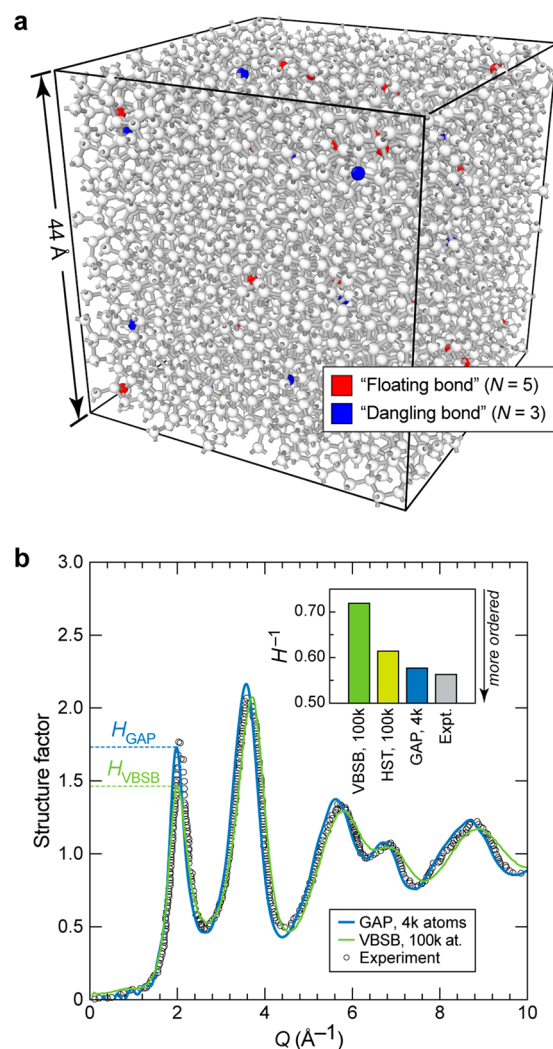 a
44 Å
"Floating bond" (N = 5)
"Dangling bond" (N = 3)
b
3.0
2.5
2.0
1.5
1.0
0.5
0
Structure factor
H_GAP
H_VBSB
0.70
0.60
0.50
H⁻¹
more ordered
VBSB, 100k
HST, 100k
GAP, 4k
Expt.
GAP, 4k atoms
VBSB, 100k at.
Experiment
0 2 4 6 8 10
Q (Å⁻¹)